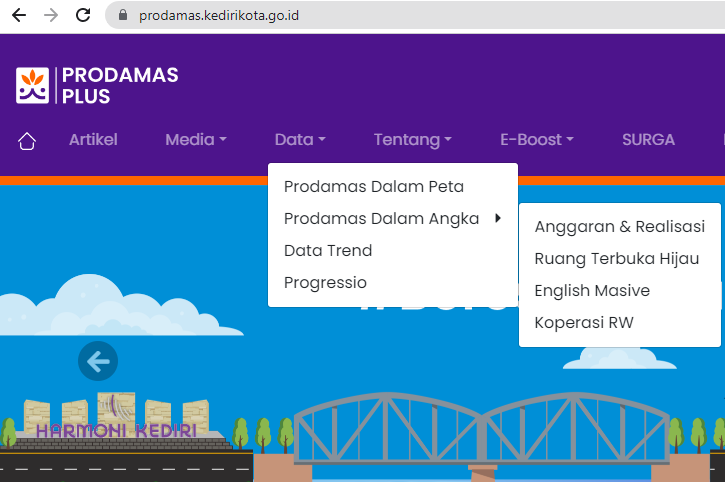 prodamas.kedirikota.go.id
PRODAMAS
PLUS
Artikel
Media
Data
Tentang
E-Boost
SURGA
Prodamas Dalam Peta
Prodamas Dalam Angka
Data Trend
Progressio
Anggaran & Realisasi
Ruang Terbuka Hijau
English Masive
Koperasi RW
HARMONI KEDIRI